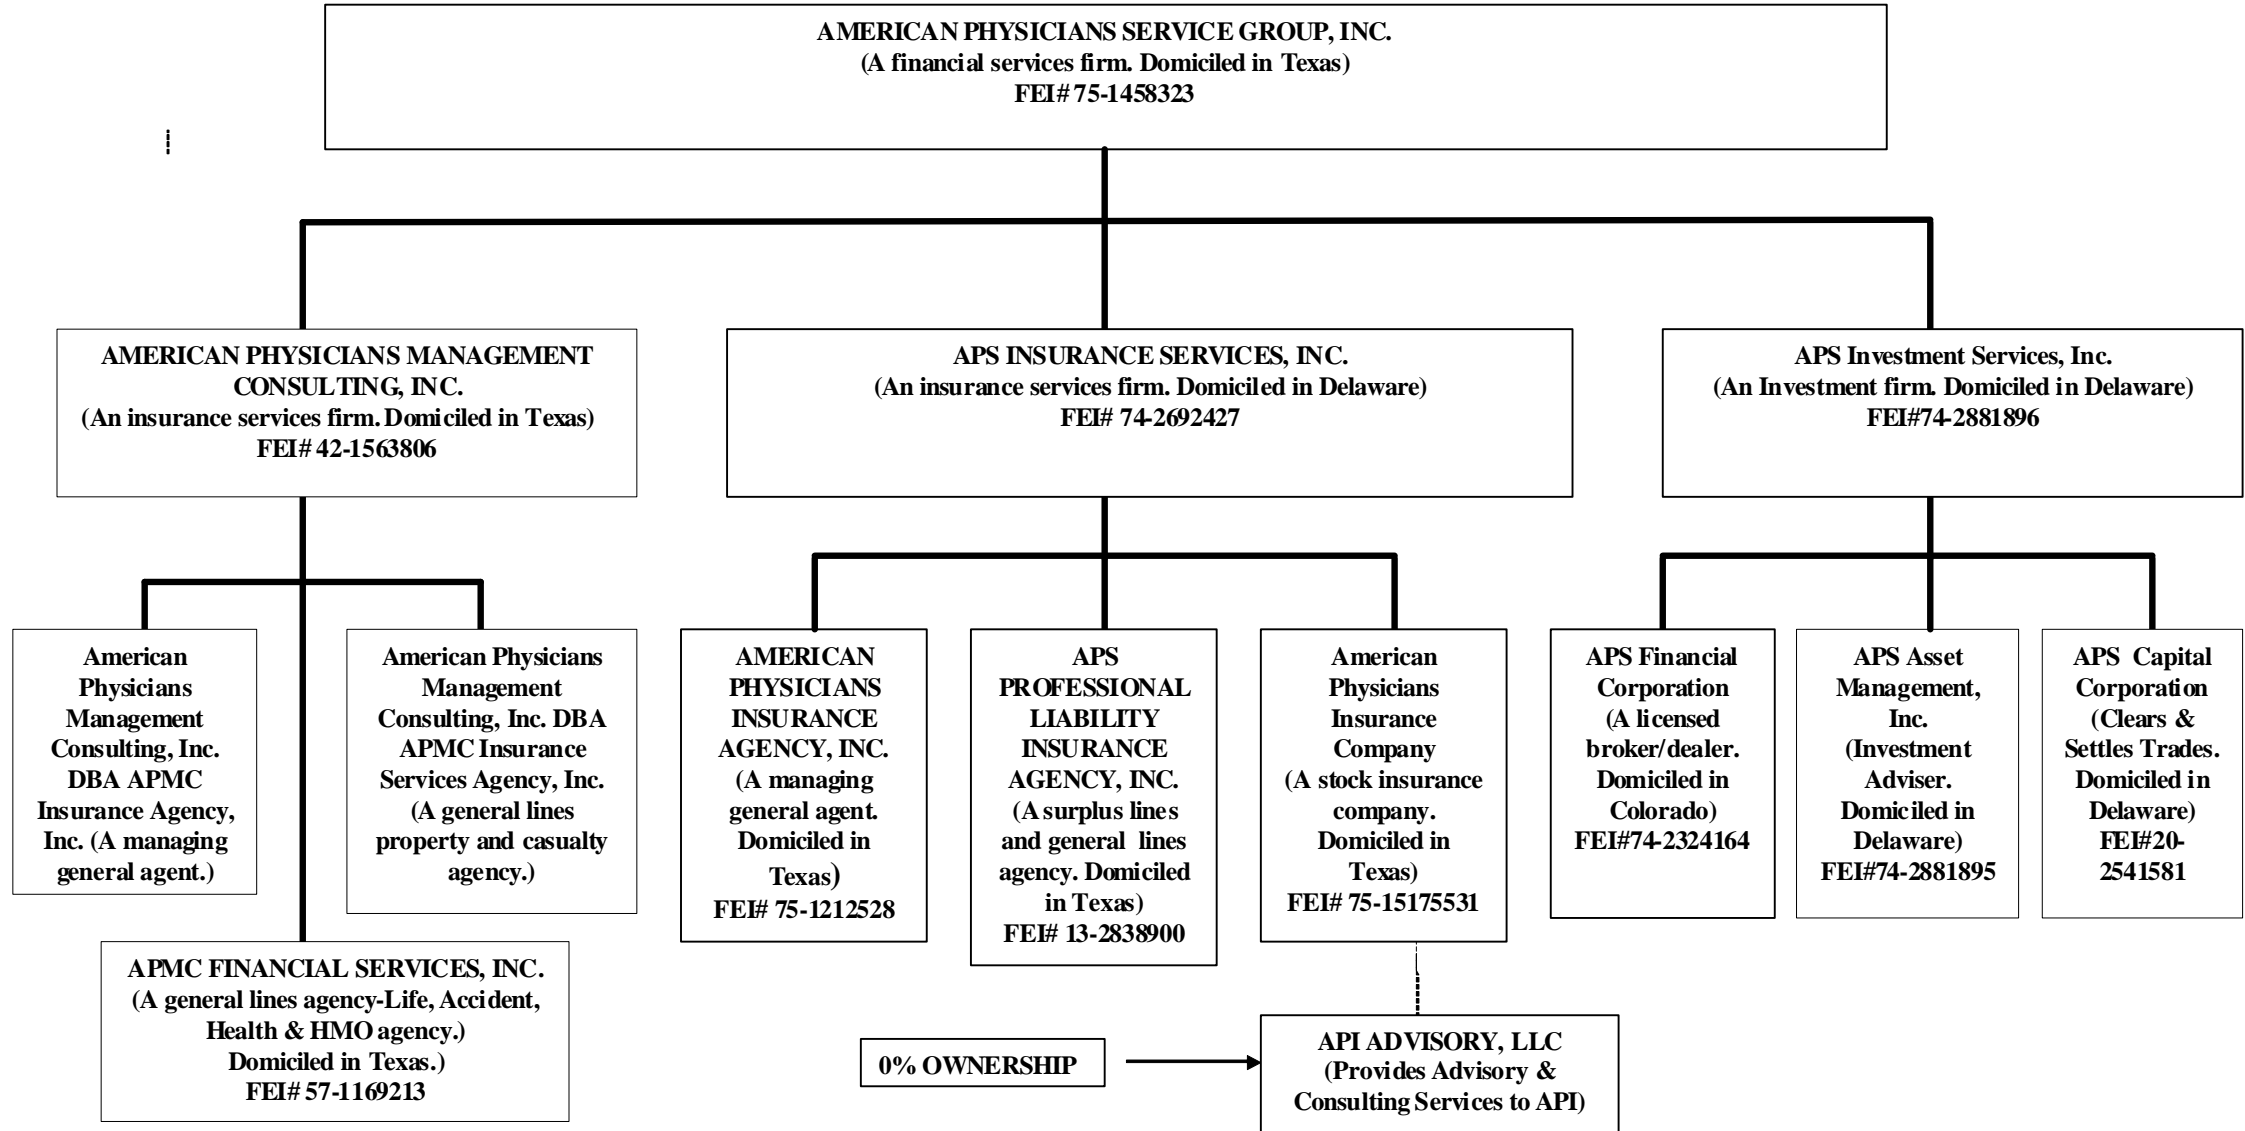 AMERICAN PHYSICIANS SERVICE GROUP, INC.
(A financial services firm. Domiciled in Texas)
FEI# 75-1458323
AMERICAN PHYSICIANS MANAGEMENT
CONSULTING, INC.
(An insurance services firm. Domiciled in Texas)
FEI# 42-1563806
APS INSURANCE SERVICES, INC.
(An insurance services firm. Domiciled in Delaware)
FEI# 74-2692427
APS Investment Services, Inc.
(An Investment firm. Domiciled in Delaware)
FEI#74-2881896
American
Physicians
Management
Consulting, Inc.
DBA APMC
Insurance Agency,
Inc. (A managing
general agent.)
American Physicians
Management
Consulting, Inc. DBA
APMC Insurance
Services Agency, Inc.
(A general lines
property and casualty
agency.)
AMERICAN
PHYSICIANS
INSURANCE
AGENCY, INC.
(A managing
general agent.
Domiciled in
Texas)
FEI# 75-1212528
APS
PROFESSIONAL
LIABILITY
INSURANCE
AGENCY, INC.
(A surplus lines
and general lines
agency. Domiciled
in Texas)
FEI# 13-2838900
American
Physicians
Insurance
Company
(A stock insurance
company.
Domiciled in
Texas)
FEI# 75-15175531
APS Financial
Corporation
(A licensed
broker/dealer.
Domiciled in
Colorado)
FEI#74-2324164
APS Asset
Management,
Inc.
(Investment
Adviser.
Domiciled in
Delaware)
FEI#74-2881895
APS Capital
Corporation
(Clears &
Settles Trades.
Domiciled in
Delaware)
FEI#20-
2541581
APMC FINANCIAL SERVICES, INC.
(A general lines agency-Life, Accident,
Health & HMO agency.)
Domiciled in Texas.)
FEI# 57-1169213
0% OWNERSHIP
API ADVISORY, LLC
(Provides Advisory &
Consulting Services to API)